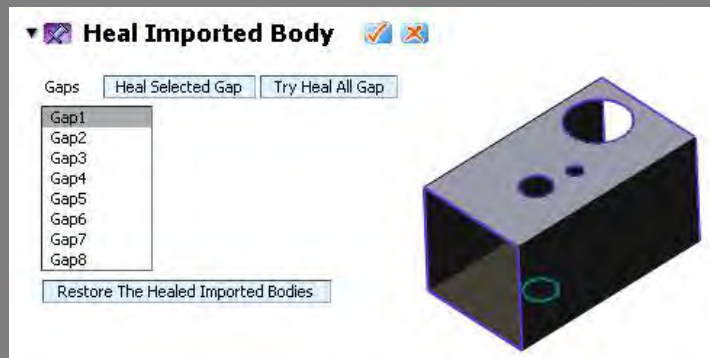 Heal Imported Body
Gaps Heal Selected Gap Try Heal All Gap
Gap1
Gap2
Gap3
Gap4
Gap5
Gap6
Gap7
Gap8
Restore The Healed Imported Bodies